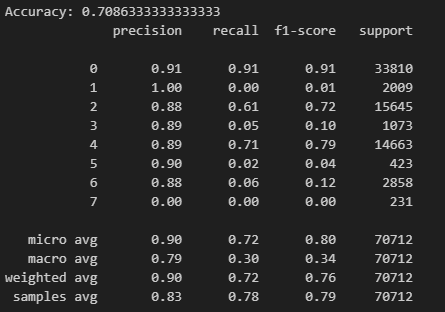 Accuracy: 0.7086333333333333
precision recall f1-score support
0 0.91 0.91 0.91 33810
1 1.00 0.00 0.01 2009
2 0.88 0.61 0.72 15645
3 0.89 0.05 0.10 1073
4 0.89 0.71 0.79 14663
5 0.90 0.02 0.04 423
6 0.88 0.06 0.12 2858
7 0.00 0.00 0.00 231
micro avg 0.90 0.72 0.80 70712
macro avg 0.79 0.30 0.34 70712
weighted avg 0.90 0.72 0.76 70712
samples avg 0.83 0.78 0.79 70712